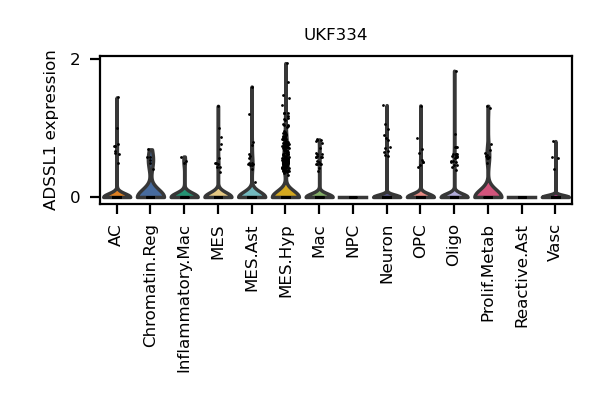 UKF334
ADSSL1 expression
2
0
AC
Chromatin.Reg
Inflammatory.Mac
MES
MES.Ast
MES.Hyp
Mac
NPC
Neuron
OPC
Oligo
Prolif.Metab
Reactive.Ast
Vasc